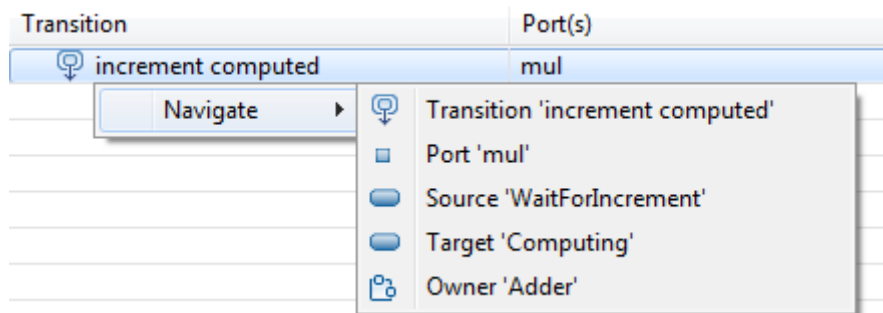 Transition Port(s)
increment computed mul
Navigate Transition 'increment computed'
Port 'mul'
Source 'WaitForIncrement'
Target 'Computing'
Owner 'Adder'